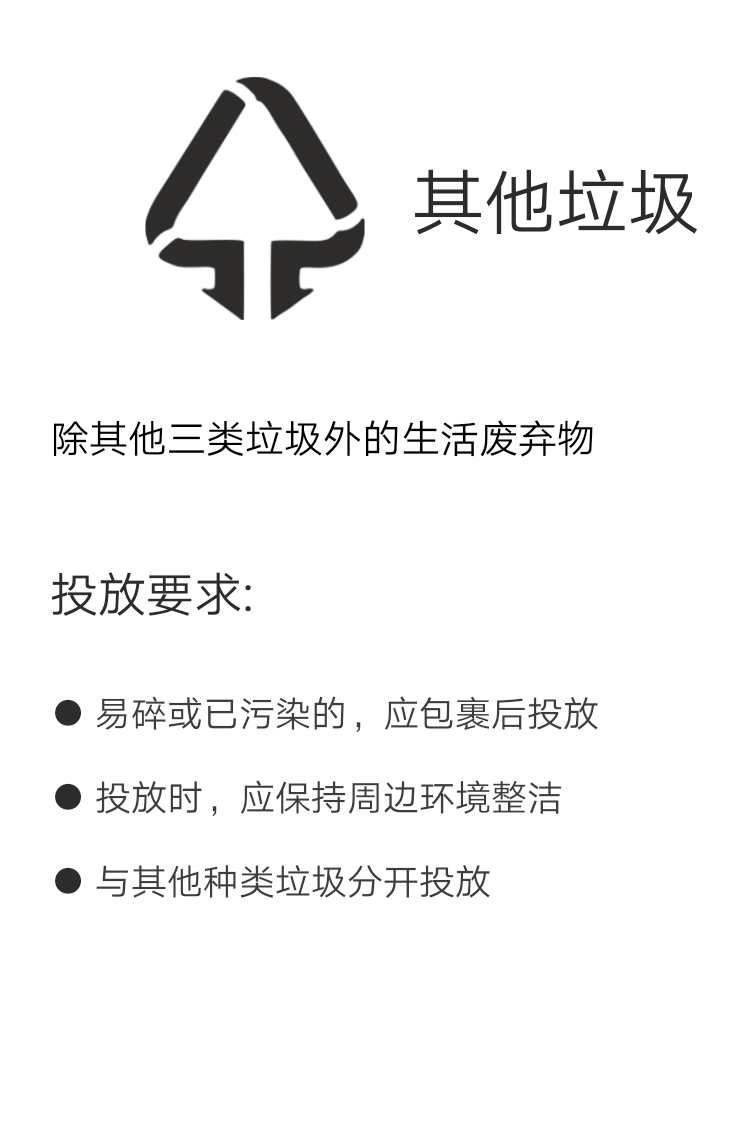 其他垃圾
除其他三类垃圾外的生活废弃物
投放要求:
● 易碎或已污染的，应包裹后投放
● 投放时，应保持周边环境整洁
● 与其他种类垃圾分开投放